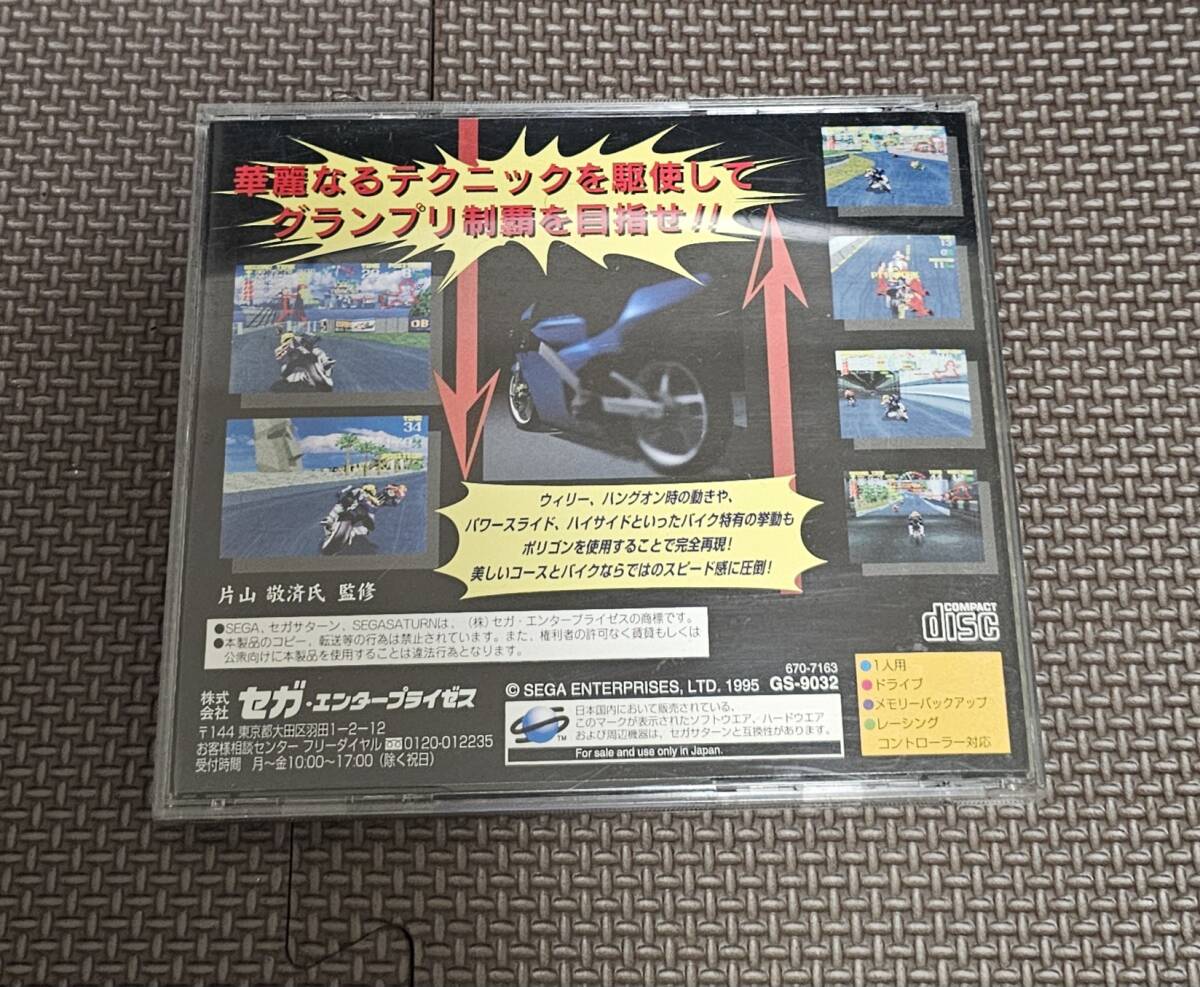 華麗なるテクニックを駆使して
グランプリ制覇を目指せ!!
34
ウィリー、ハングオン時の動きや、
パワースライド、ハイサイドといったバイク特有の挙動も
ポリゴンを使用することで完全再現!
美しいコースとバイクならではのスピード感に圧倒!
片山 敬済氏 監修
●SEGA、セガサターン、SEGASATURNは、(株)セガ・エンタープライゼスの商標です。
●本製品のコピー、転送等の行為は禁止されています。また、権利者の許可なく賃貸もしくは
公衆向けに本製品を使用することは違法行為となります。
COMPACT
disc
株式会社 セガ・エンタープライゼス
〒144 東京都大田区羽田1-2-12
お客様相談センター フリーダイヤル 0120-012235
受付時間 月~金10:00~17:00(除く祝日)
670-7163
© SEGA ENTERPRISES, LTD. 1995 GS-9032
日本国内において販売されている、
このマークが表示されたソフトウエア、ハードウエア
および周辺機器は、セガサターンと互換性があります。
TM
For sale and use only in Japan.
●1人用
●ドライブ
●メモリーバックアップ
●レーシング
コントローラー対応